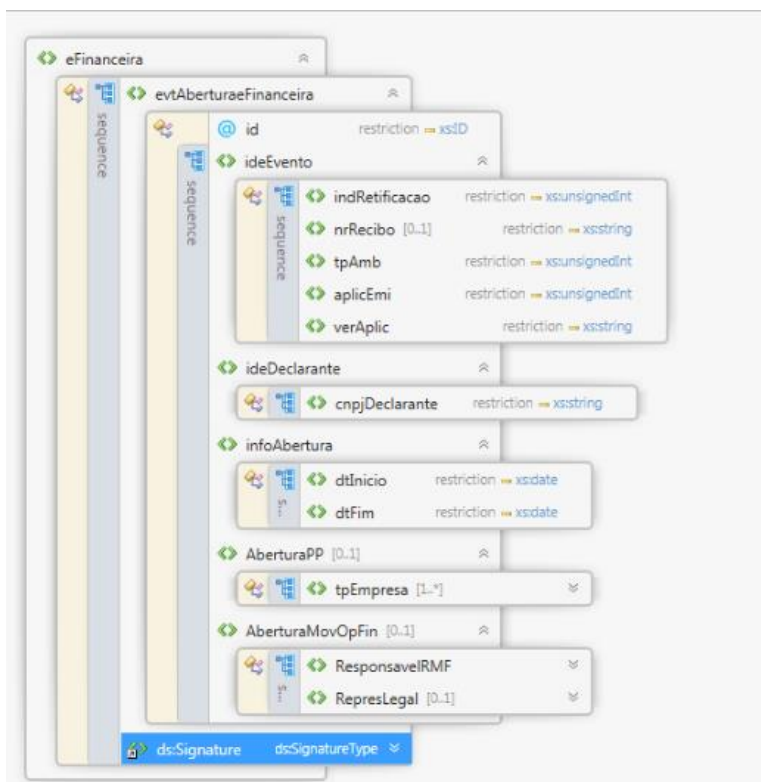 eFinanceira
sequence
evtAberturaeFinanceira
sequence
@ id restriction xs:ID
ideEvento
sequence
indRetificacao restriction xs:unsignedInt
nrRecibo [0..1] restriction xs:string
tpAmb restriction xs:unsignedInt
aplicEmi restriction xs:unsignedInt
verAplic restriction xs:string
ideDeclarante
cnpjDeclarante restriction xs:string
infoAbertura
s...
dtInicio restriction xs:date
dtFim restriction xs:date
AberturaPP [0..1]
tpEmpresa [1..*]
AberturaMovOpFin [0..1]
s...
ResponsavelRMF
RepresLegal [0..1]
ds:Signature ds:SignatureType